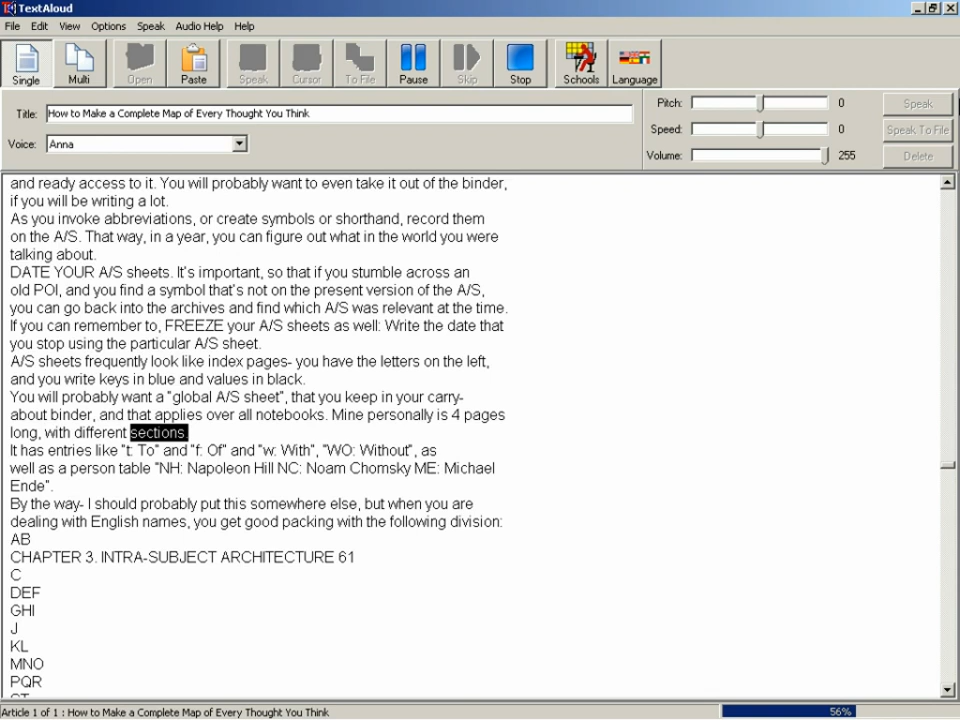 TextAloud
File Edit View Options Speak Audio Help Help
Single Multi Open Paste Speak Cursor To File Pause Skip Stop Schools Language
Title: How to Make a Complete Map of Every Thought You Think
Voice: Anna
Pitch: 0 Speak
Speed: 0 Speak To File
Volume: 255 Delete
and ready access to it. You will probably want to even take it out of the binder,
if you will be writing a lot.
As you invoke abbreviations, or create symbols or shorthand, record them
on the A/S. That way, in a year, you can figure out what in the world you were
talking about.
DATE YOUR A/S sheets. It's important, so that if you stumble across an
old POI, and you find a symbol that's not on the present version of the A/S,
you can go back into the archives and find which A/S was relevant at the time.
If you can remember to, FREEZE your A/S sheets as well: Write the date that
you stop using the particular A/S sheet.
A/S sheets frequently look like index pages- you have the letters on the left,
and you write keys in blue and values in black.
You will probably want a "global A/S sheet", that you keep in your carry-
about binder, and that applies over all notebooks. Mine personally is 4 pages
long, with different sections.
It has entries like "t: To" and "f: Of" and "w: With", "WO: Without", as
well as a person table "NH: Napoleon Hill NC: Noam Chomsky ME: Michael
Ende".
By the way- I should probably put this somewhere else, but when you are
dealing with English names, you get good packing with the following division:
AB
CHAPTER 3. INTRA-SUBJECT ARCHITECTURE 61
C
DEF
GHI
J
KL
MNO
PQR
ST
Article 1 of 1 : How to Make a Complete Map of Every Thought You Think 56%